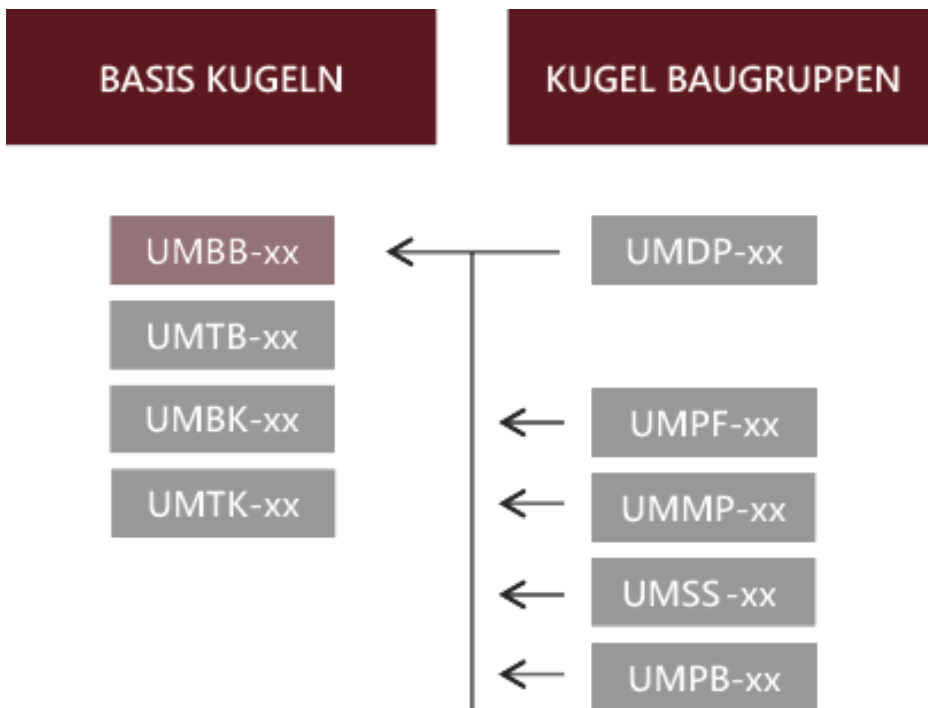 BASIS KUGELN
KUGEL BAUGRUPPEN
UMBB-xx
UMDP-xx
UMTB-xx
UMBK-xx
UMPF-xx
UMTK-xx
UMMP-xx
UMSS-xx
UMPB-xx